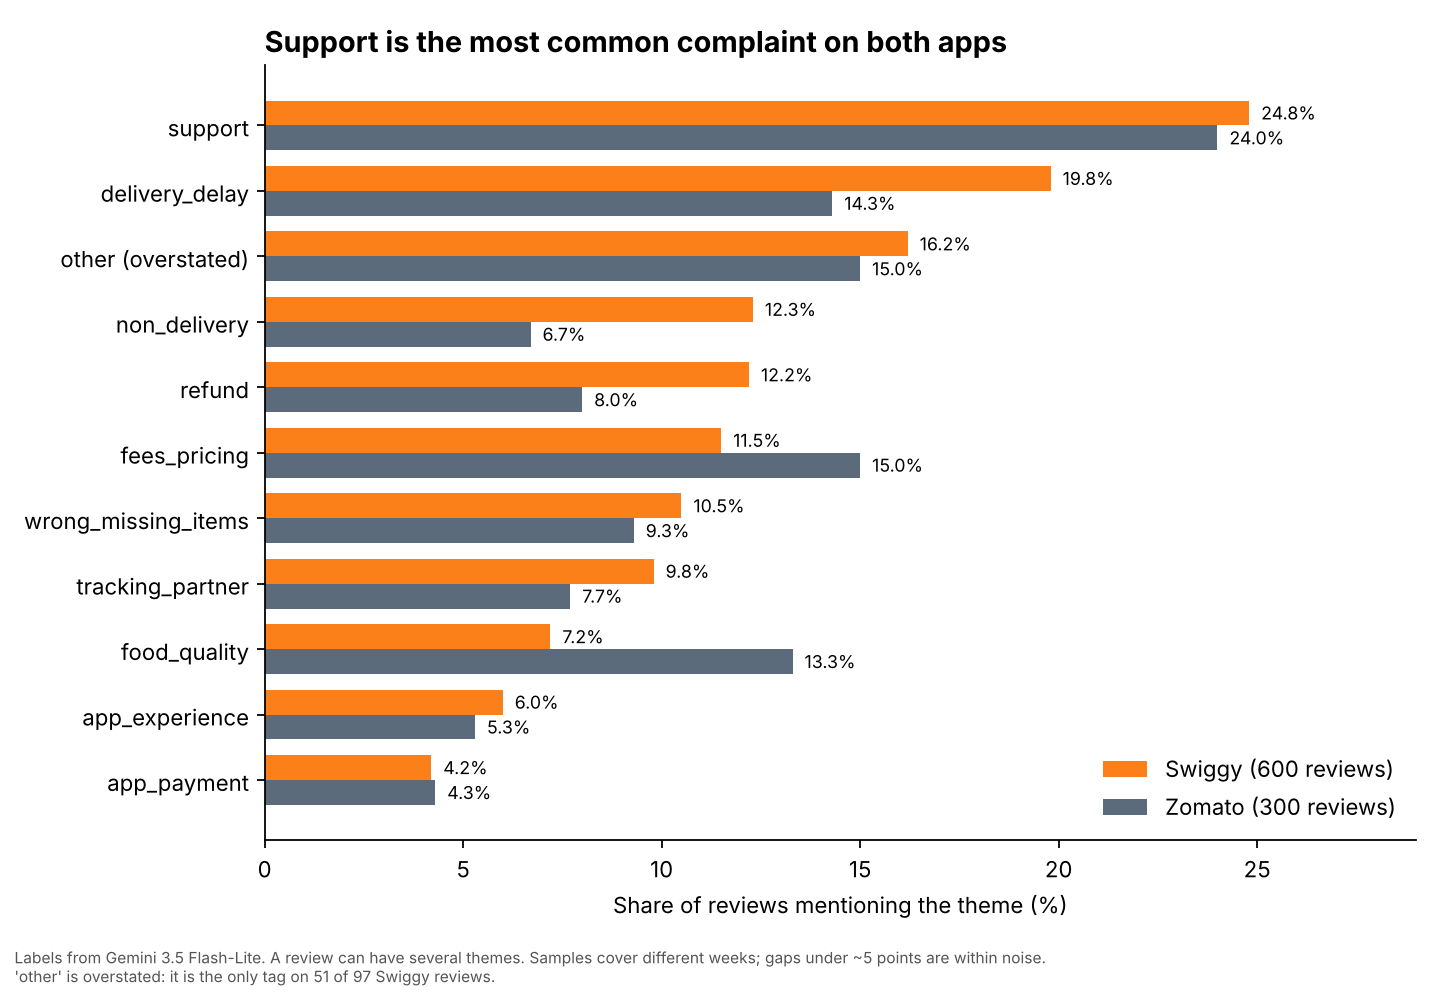 Support is the most common complaint on both apps
support
24.8%
24.0%
delivery_delay
19.8%
14.3%
other (overstated)
16.2%
15.0%
non_delivery
12.3%
6.7%
refund
12.2%
8.0%
fees_pricing
11.5%
15.0%
wrong_missing_items
10.5%
9.3%
tracking_partner
9.8%
7.7%
food_quality
7.2%
13.3%
app_experience
6.0%
5.3%
app_payment
4.2%
4.3%
Swiggy (600 reviews)
Zomato (300 reviews)
0 5 10 15 20 25
Share of reviews mentioning the theme (%)
Labels from Gemini 3.5 Flash-Lite. A review can have several themes. Samples cover different weeks; gaps under ~5 points are within noise.
'other' is overstated: it is the only tag on 51 of 97 Swiggy reviews.